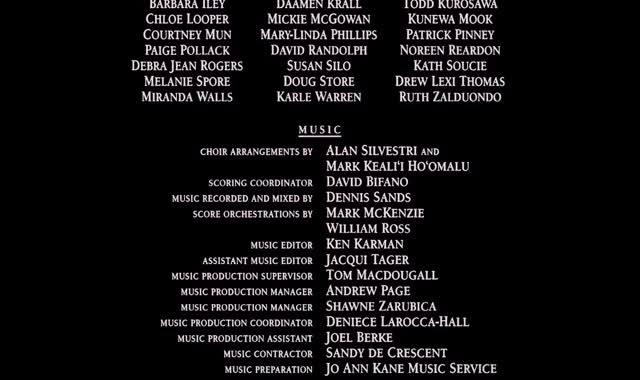 BARBARA ILEY DAAMEN KRALL TODD KUROSAWA
CHLOE LOOPER MICKIE MCGOWAN KUNEWA MOOK
COURTNEY MUN MARY-LINDA PHILLIPS PATRICK PINNEY
PAIGE POLLACK DAVID RANDOLPH NOREEN REARDON
DEBRA JEAN ROGERS SUSAN SILO KATH SOUCIE
MELANIE SPORE DOUG STORE DREW LEXI THOMAS
MIRANDA WALLS KARLE WARREN RUTH ZALDUONDO
MUSIC
CHOIR ARRANGEMENTS BY ALAN SILVESTRI AND
MARK KEALIʻI HOʻOMALU
SCORING COORDINATOR DAVID BIFANO
MUSIC RECORDED AND MIXED BY DENNIS SANDS
SCORE ORCHESTRATIONS BY MARK MCKENZIE
WILLIAM ROSS
MUSIC EDITOR KEN KARMAN
ASSISTANT MUSIC EDITOR JACQUI TAGER
MUSIC PRODUCTION SUPERVISOR TOM MACDOUGALL
MUSIC PRODUCTION MANAGER ANDREW PAGE
MUSIC PRODUCTION MANAGER SHAWNE ZARUBICA
MUSIC PRODUCTION COORDINATOR DENIECE LAROCCA-HALL
MUSIC PRODUCTION ASSISTANT JOEL BERKE
MUSIC CONTRACTOR SANDY DE CRESCENT
MUSIC PREPARATION JO ANN KANE MUSIC SERVICE